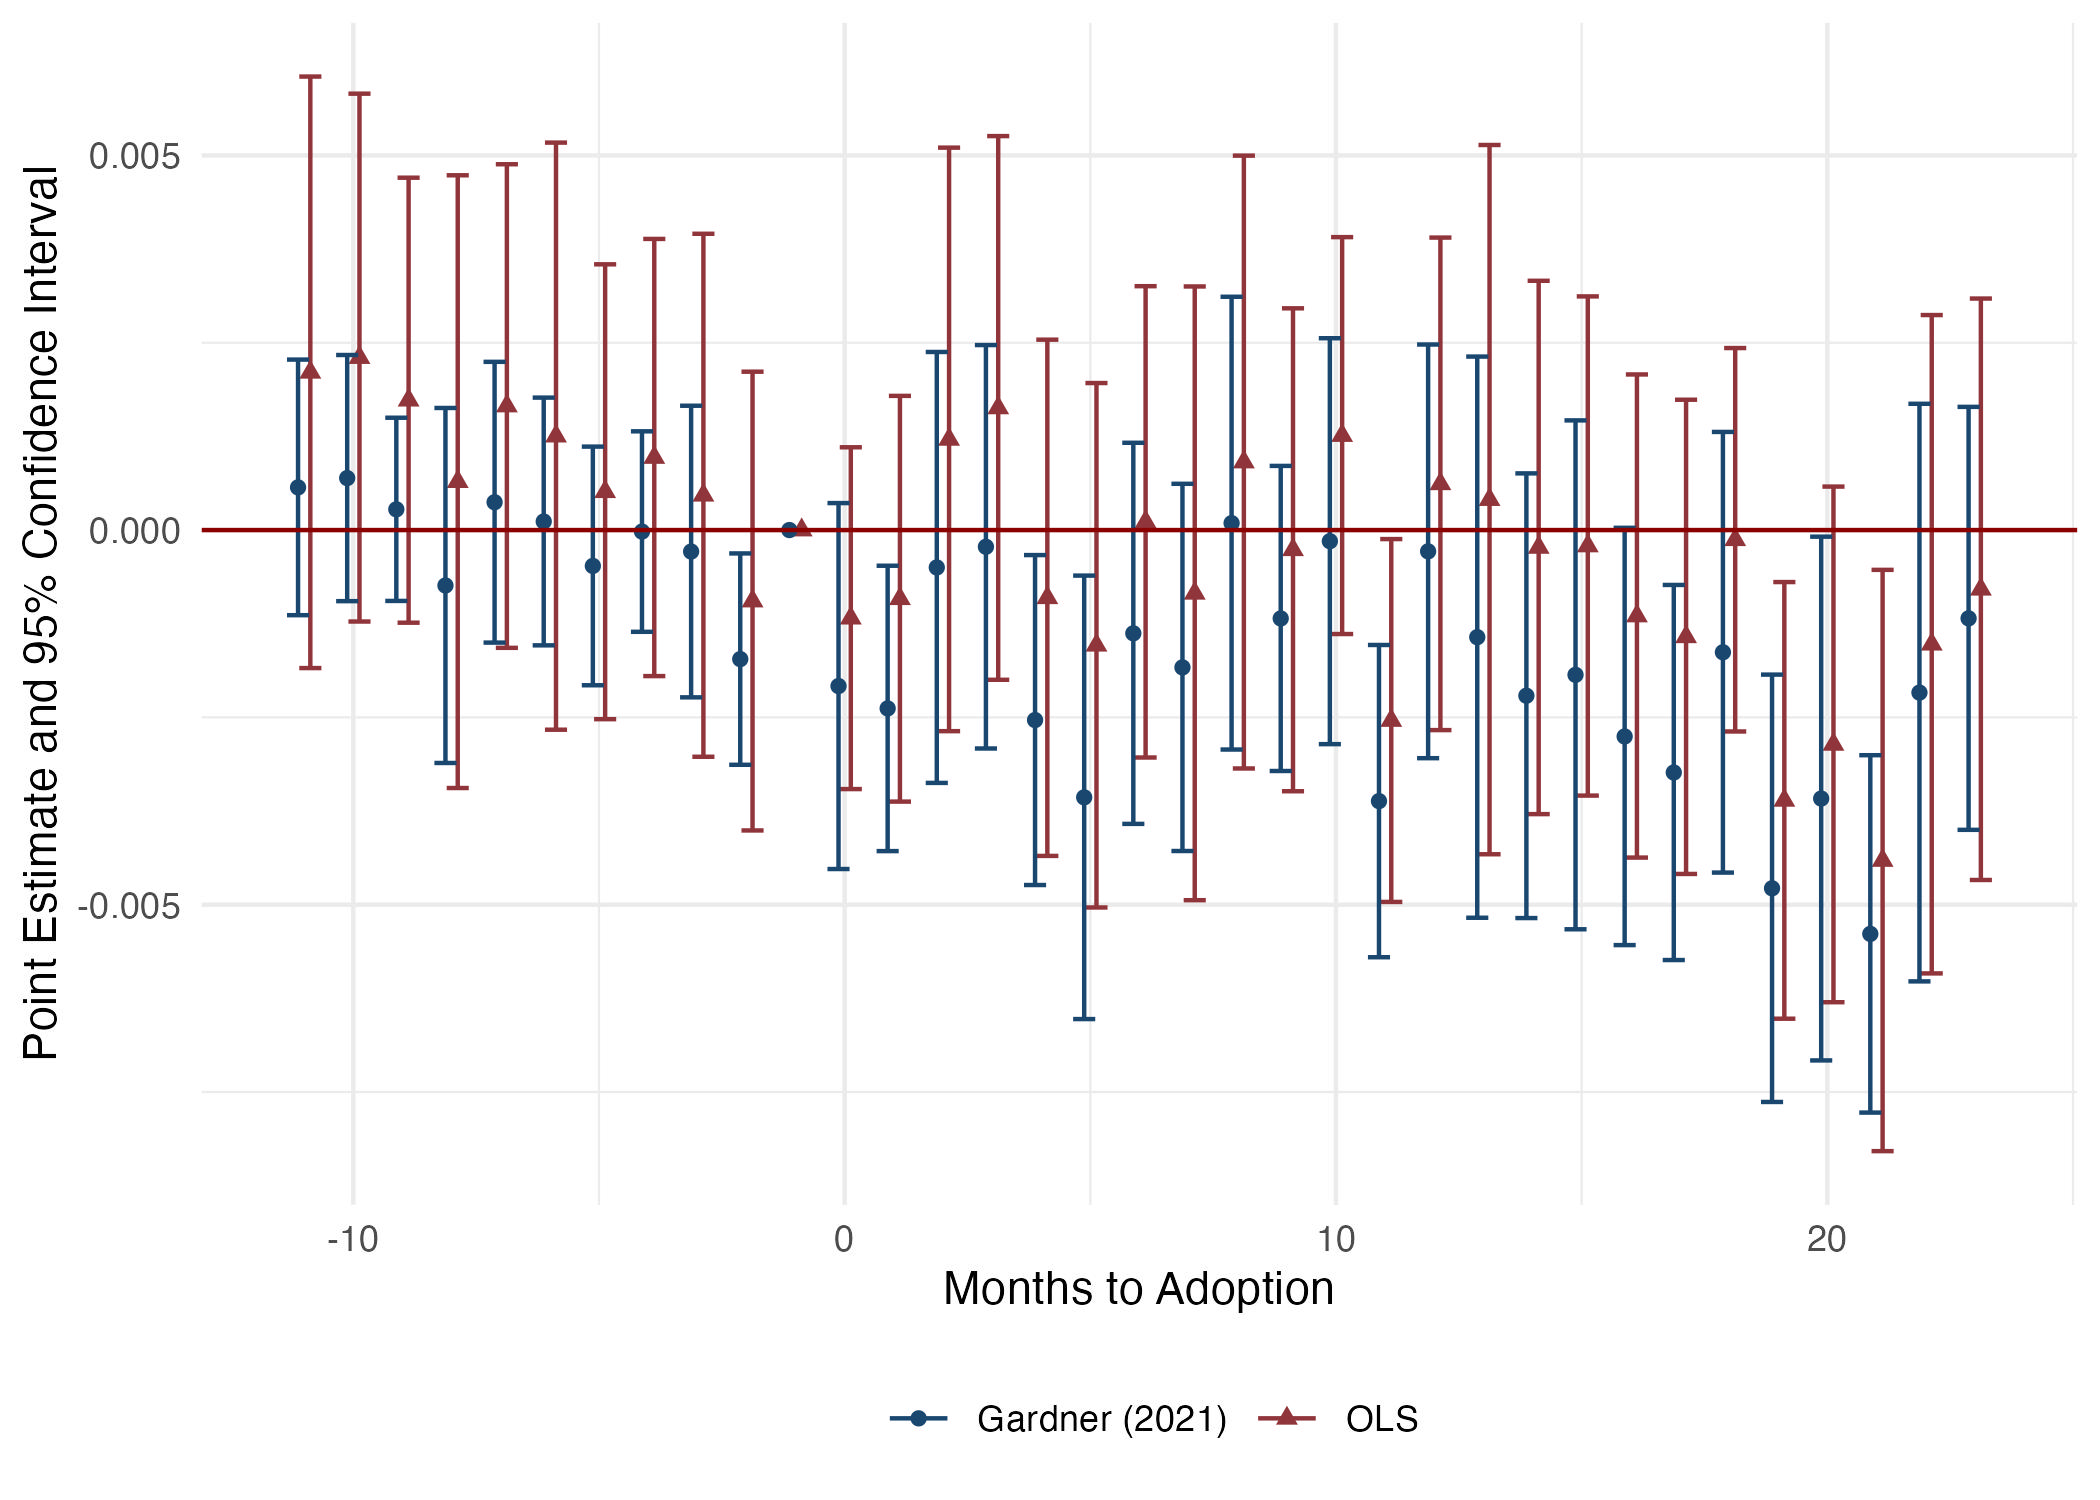 Point Estimate and 95% Confidence Interval
0.005
0.000
-0.005
-10
0
10
20
Months to Adoption
Gardner (2021)
OLS